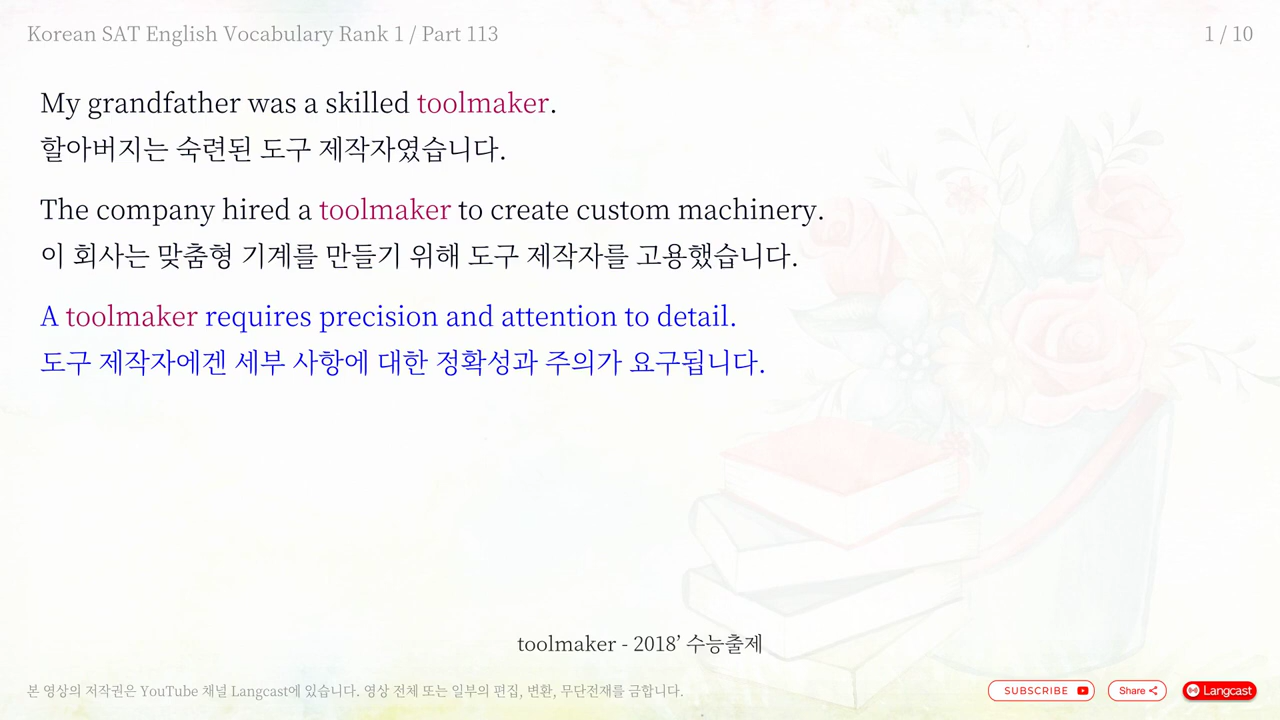 Korean SAT English Vocabulary Rank 1 / Part 113
1 / 10
My grandfather was a skilled toolmaker.
할아버지는 숙련된 도구 제작자였습니다.
The company hired a toolmaker to create custom machinery.
이 회사는 맞춤형 기계를 만들기 위해 도구 제작자를 고용했습니다.
A toolmaker requires precision and attention to detail.
도구 제작자에겐 세부 사항에 대한 정확성과 주의가 요구됩니다.
toolmaker - 2018’ 수능출제
본 영상의 저작권은 YouTube 채널 Langcast에 있습니다. 영상 전체 또는 일부의 편집, 변환, 무단전재를 금합니다.
SUBSCRIBE
Share
Langcast